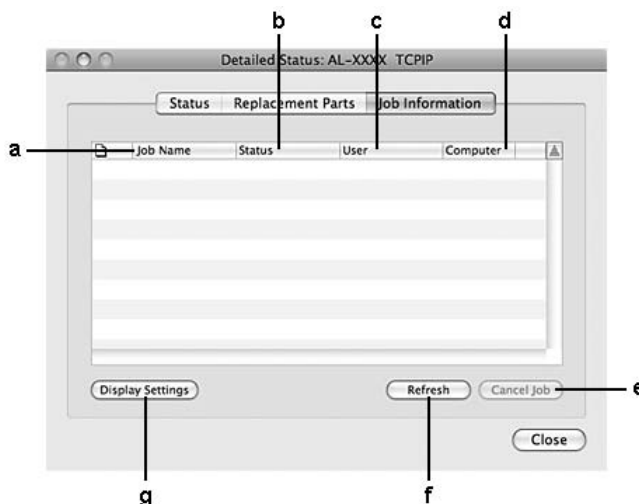 b c d
Detailed Status: AL-XXXX TCPIP
Status Replacement Parts Job Information
a Job Name Status User Computer
Display Settings Refresh Cancel Job e
Close
g f